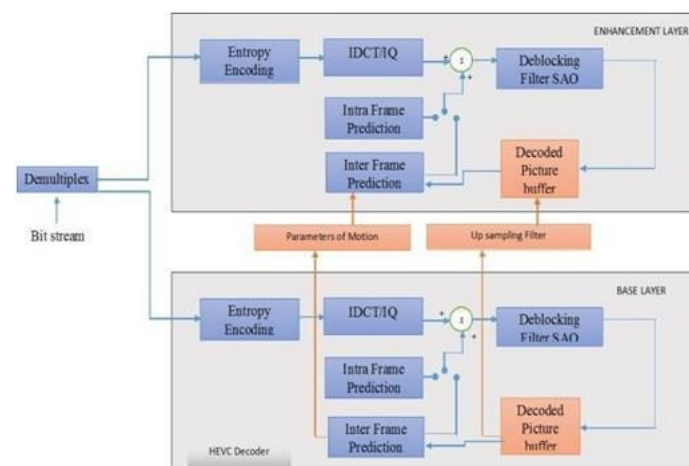 ENHANCEMENT LAYER
Entropy
Encoding
IDCT/IQ
+
Σ
+
Deblocking
Filter SAO
Intra Frame
Prediction
Inter Frame
Prediction
Decoded
Picture
buffer
Demultiplex
Bit stream
Parameters of Motion
Up sampling Filter
BASE LAYER
Entropy
Encoding
IDCT/IQ
+
Σ
+
Deblocking
Filter SAO
Intra Frame
Prediction
Inter Frame
Prediction
Decoded
Picture
buffer
HEVC Decoder